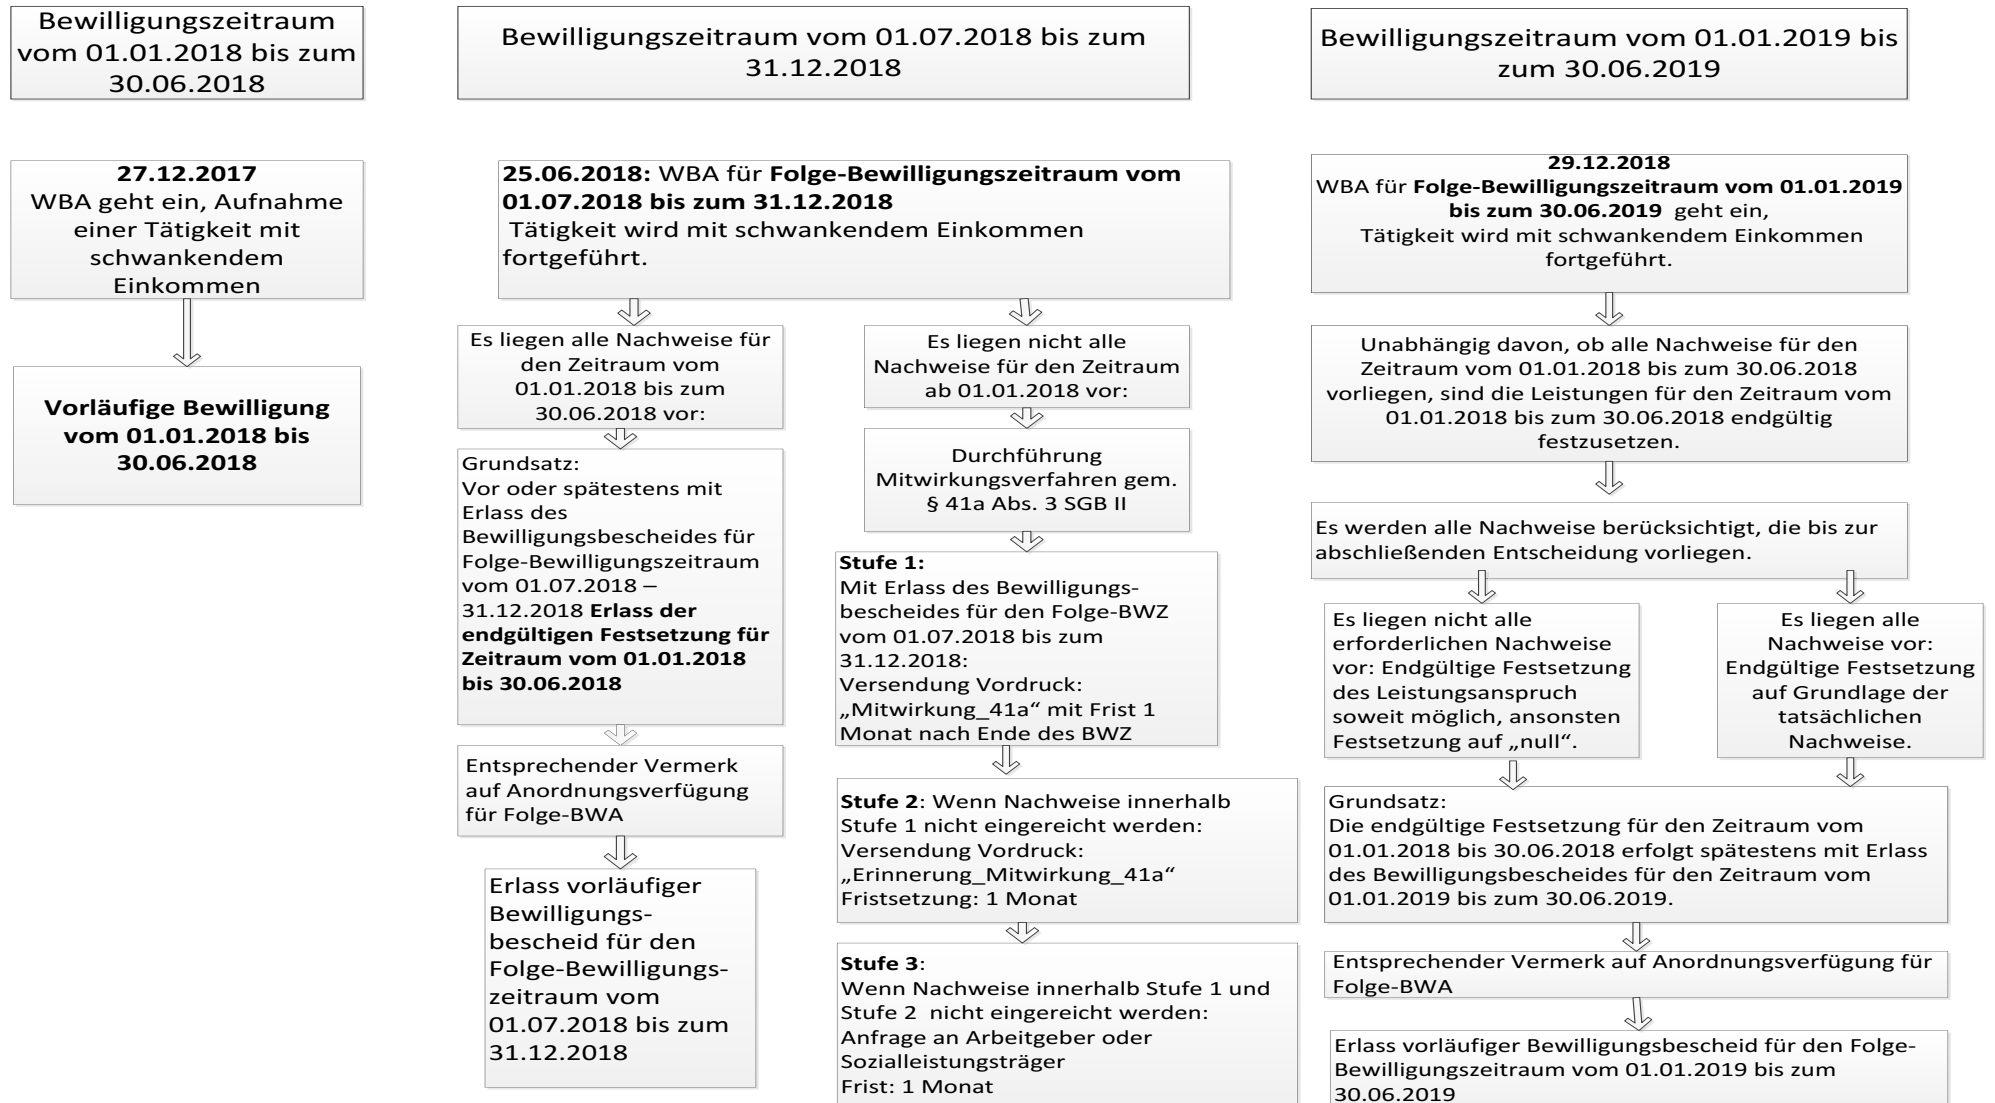 Bewilligungszeitraum
vom 01.01.2018 bis zum
30.06.2018
27.12.2017
WBA geht ein, Aufnahme
einer Tätigkeit mit
schwankendem
Einkommen
Vorläufige Bewilligung
vom 01.01.2018 bis
30.06.2018
Bewilligungszeitraum vom 01.07.2018 bis zum
31.12.2018
25.06.2018: WBA für Folge-Bewilligungszeitraum vom
01.07.2018 bis zum 31.12.2018
Tätigkeit wird mit schwankendem Einkommen
fortgeführt.
Es liegen alle Nachweise für
den Zeitraum vom
01.01.2018 bis zum
30.06.2018 vor:
Grundsatz:
Vor oder spätestens mit
Erlass des
Bewilligungsbescheides für
Folge-Bewilligungszeitraum
vom 01.07.2018 –
31.12.2018 Erlass der
endgültigen Festsetzung für
Zeitraum vom 01.01.2018
bis 30.06.2018
Entsprechender Vermerk
auf Anordnungsverfügung
für Folge-BWA
Erlass vorläufiger
Bewilligungs-
bescheid für den
Folge-Bewilligungs-
zeitraum vom
01.07.2018 bis zum
31.12.2018
Es liegen nicht alle
Nachweise für den Zeitraum
ab 01.01.2018 vor:
Durchführung
Mitwirkungsverfahren gem.
§ 41a Abs. 3 SGB II
Stufe 1:
Mit Erlass des Bewilligungs-
bescheides für den Folge-BWZ
vom 01.07.2018 bis zum
31.12.2018:
Versendung Vordruck:
„Mitwirkung_41a“ mit Frist 1
Monat nach Ende des BWZ
Stufe 2: Wenn Nachweise innerhalb
Stufe 1 nicht eingereicht werden:
Versendung Vordruck:
„Erinnerung_Mitwirkung_41a“
Fristsetzung: 1 Monat
Stufe 3:
Wenn Nachweise innerhalb Stufe 1 und
Stufe 2 nicht eingereicht werden:
Anfrage an Arbeitgeber oder
Sozialleistungsträger
Frist: 1 Monat
Bewilligungszeitraum vom 01.01.2019 bis
zum 30.06.2019
29.12.2018
WBA für Folge-Bewilligungszeitraum vom 01.01.2019
bis zum 30.06.2019 geht ein,
Tätigkeit wird mit schwankendem Einkommen
fortgeführt.
Unabhängig davon, ob alle Nachweise für den
Zeitraum vom 01.01.2018 bis zum 30.06.2018
vorliegen, sind die Leistungen für den Zeitraum vom
01.01.2018 bis zum 30.06.2018 endgültig
festzusetzen.
Es werden alle Nachweise berücksichtigt, die bis zur
abschließenden Entscheidung vorliegen.
Es liegen nicht alle
erforderlichen Nachweise
vor: Endgültige Festsetzung
des Leistungsanspruch
soweit möglich, ansonsten
Festsetzung auf „null“.
Es liegen alle
Nachweise vor:
Endgültige Festsetzung
auf Grundlage der
tatsächlichen
Nachweise.
Grundsatz:
Die endgültige Festsetzung für den Zeitraum vom
01.01.2018 bis 30.06.2018 erfolgt spätestens mit Erlass
des Bewilligungsbescheides für den Zeitraum vom
01.01.2019 bis zum 30.06.2019.
Entsprechender Vermerk auf Anordnungsverfügung für
Folge-BWA
Erlass vorläufiger Bewilligungsbescheid für den Folge-
Bewilligungszeitraum vom 01.01.2019 bis zum
30.06.2019